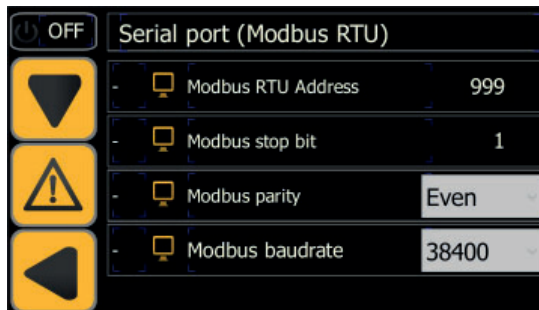 OFF
Serial port (Modbus RTU)
- Modbus RTU Address 999
- Modbus stop bit 1
- Modbus parity Even
- Modbus baudrate 38400